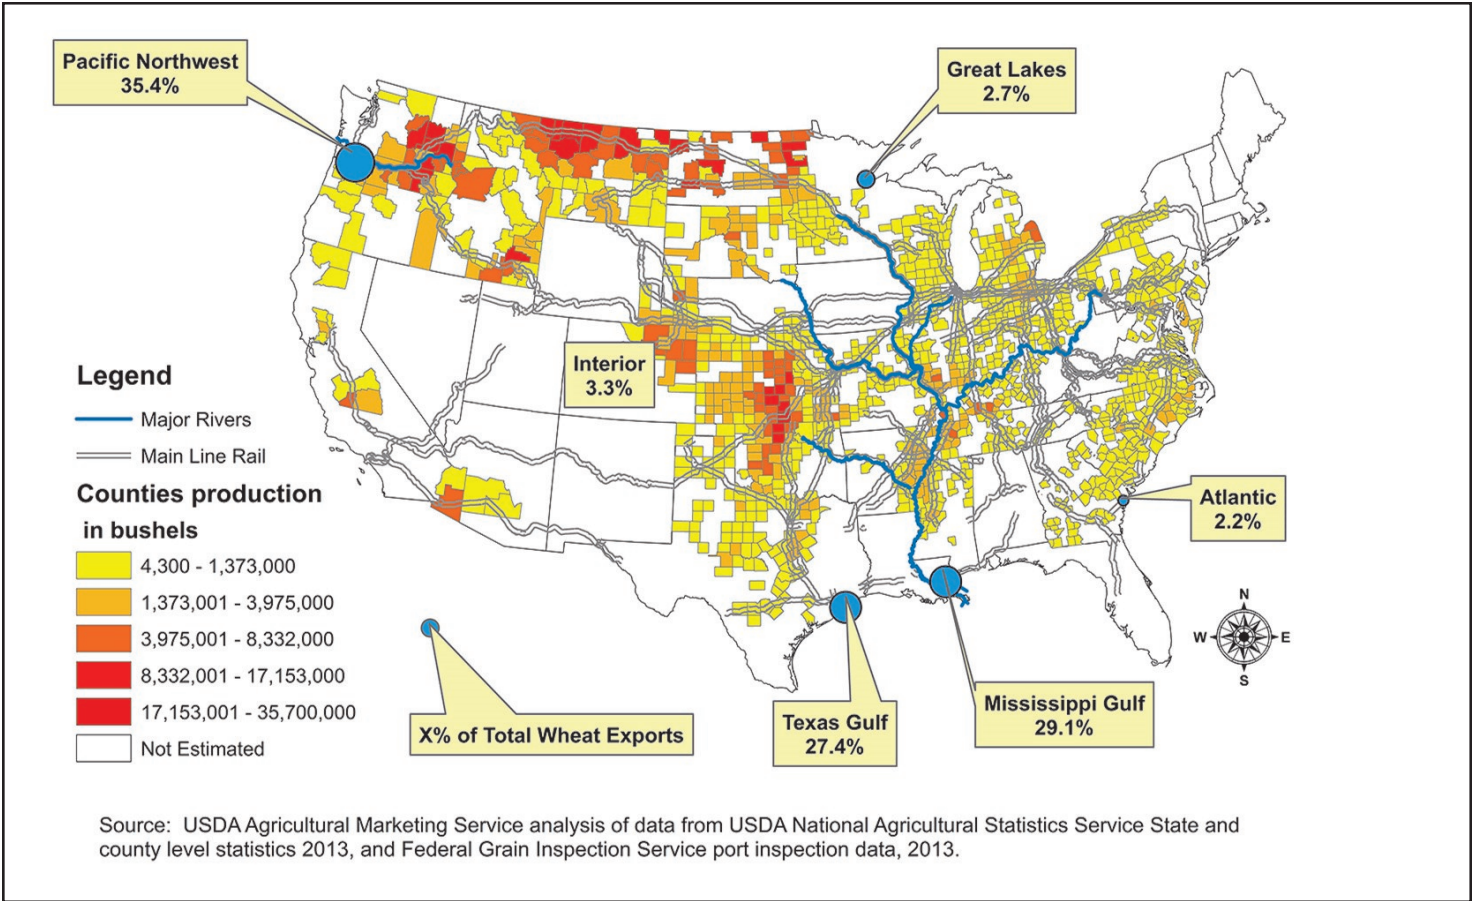 Pacific Northwest
35.4%
Great Lakes
2.7%
Interior
3.3%
Legend
Major Rivers
Main Line Rail
Counties production
in bushels
4,300 - 1,373,000
1,373,001 - 3,975,000
3,975,001 - 8,332,000
8,332,001 - 17,153,000
17,153,001 - 35,700,000
Not Estimated
X% of Total Wheat Exports
Texas Gulf
27.4%
Mississippi Gulf
29.1%
Atlantic
2.2%
N
W E
S
Source: USDA Agricultural Marketing Service analysis of data from USDA National Agricultural Statistics Service State and
county level statistics 2013, and Federal Grain Inspection Service port inspection data, 2013.